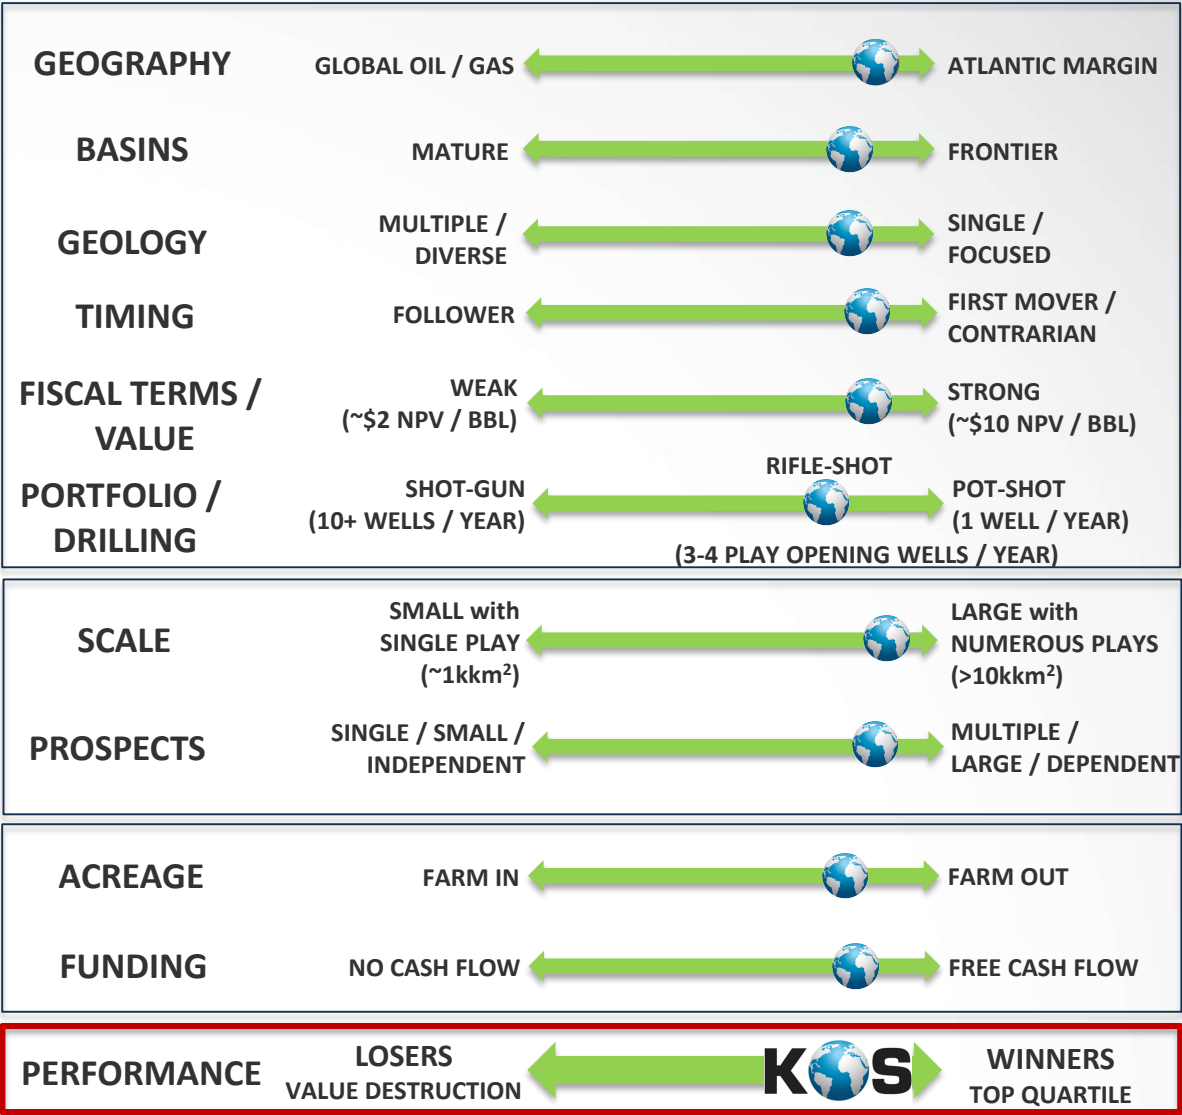 GEOGRAPHY
GLOBAL OIL / GAS
ATLANTIC MARGIN
BASINS
MATURE
FRONTIER
GEOLOGY
MULTIPLE /
DIVERSE
SINGLE /
FOCUSED
TIMING
FOLLOWER
FIRST MOVER /
CONTRARIAN
FISCAL TERMS /
VALUE
WEAK
(~$2 NPV / BBL)
STRONG
(~$10 NPV / BBL)
PORTFOLIO /
DRILLING
SHOT-GUN
(10+ WELLS / YEAR)
RIFLE-SHOT
(3-4 PLAY OPENING WELLS / YEAR)
POT-SHOT
(1 WELL / YEAR)
SCALE
SMALL with
SINGLE PLAY
(~1kkm²)
LARGE with
NUMEROUS PLAYS
(>10kkm²)
PROSPECTS
SINGLE / SMALL /
INDEPENDENT
MULTIPLE /
LARGE / DEPENDENT
ACREAGE
FARM IN
FARM OUT
FUNDING
NO CASH FLOW
FREE CASH FLOW
PERFORMANCE
LOSERS
VALUE DESTRUCTION
KOS
WINNERS
TOP QUARTILE